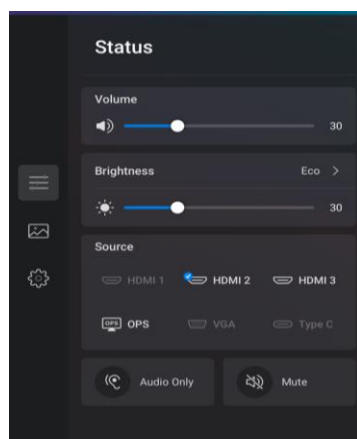 Status
Volume
30
Brightness Eco >
30
Source
HDMI 1 HDMI 2 HDMI 3
OPS OPS VGA Type C
Audio Only Mute